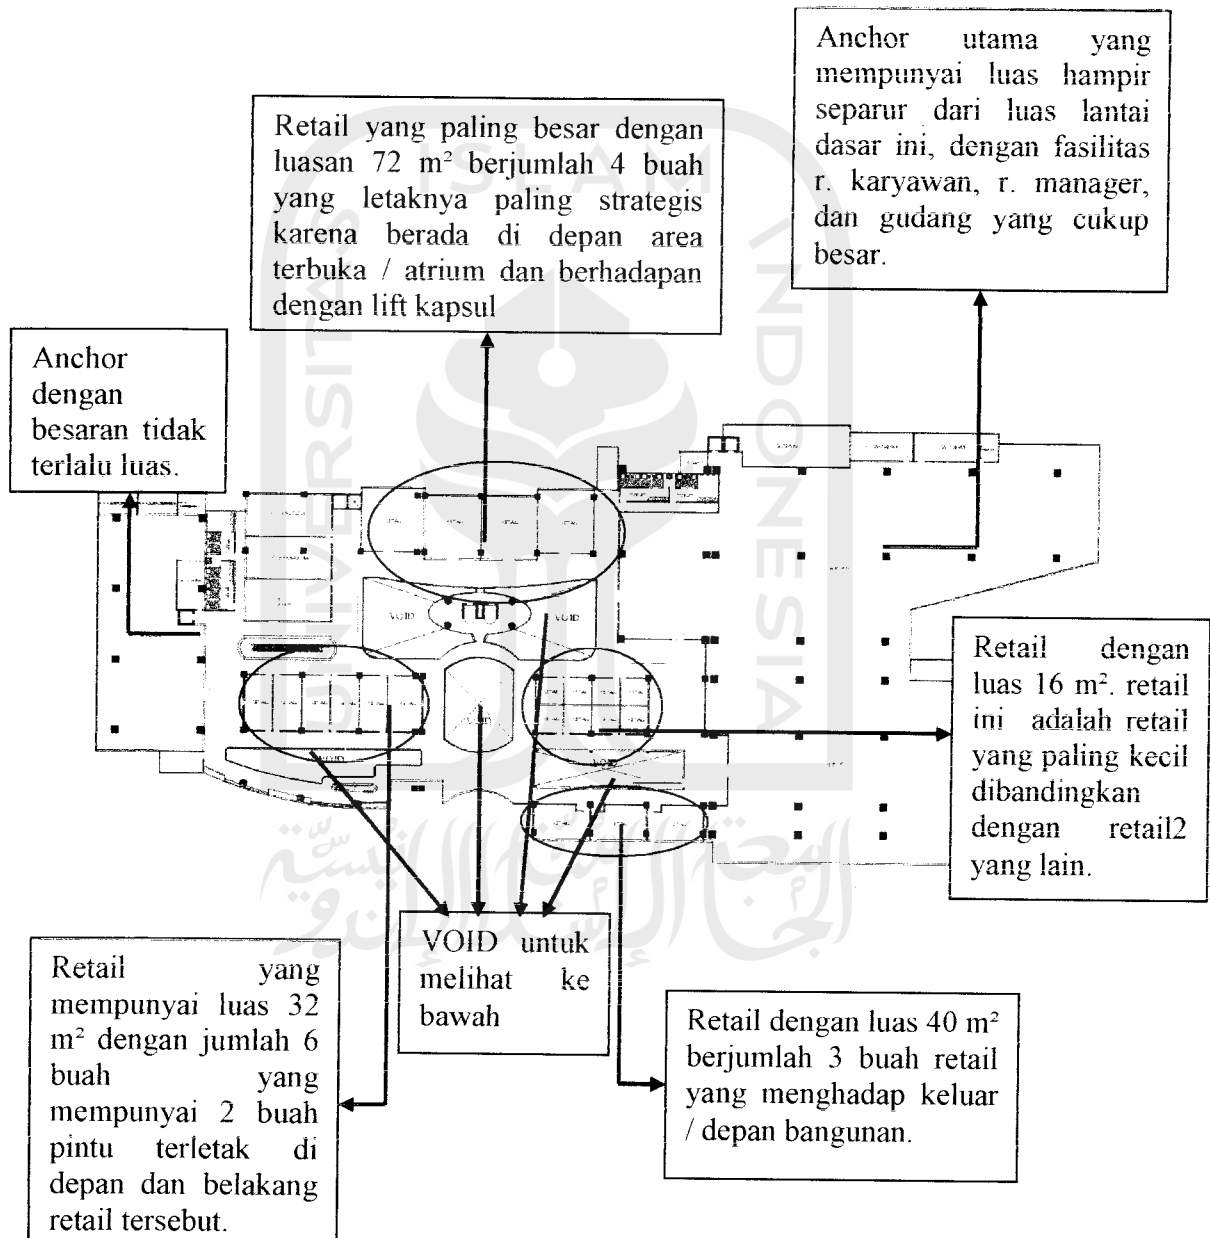 Anchor utama yang
mempunyai luas hampir
separur dari luas lantai
dasar ini, dengan fasilitas
r. karyawan, r. manager,
dan gudang yang cukup
besar.
Retail yang paling besar dengan
luasan 72 m² berjumlah 4 buah
yang letaknya paling strategis
karena berada di depan area
terbuka / atrium dan berhadapan
dengan lift kapsul
Anchor
dengan
besaran tidak
terlalu luas.
VOID
VOID
VOID
VOID
VOID
Retail dengan
luas 16 m². retail
ini adalah retail
yang paling kecil
dibandingkan
dengan retail2
yang lain.
VOID untuk
melihat ke
bawah
Retail yang
mempunyai luas 32
m² dengan jumlah 6
buah yang
mempunyai 2 buah
pintu terletak di
depan dan belakang
retail tersebut.
Retail dengan luas 40 m²
berjumlah 3 buah retail
yang menghadap keluar
/ depan bangunan.
UNIVERSITAS
ISLAM
INDONESIA